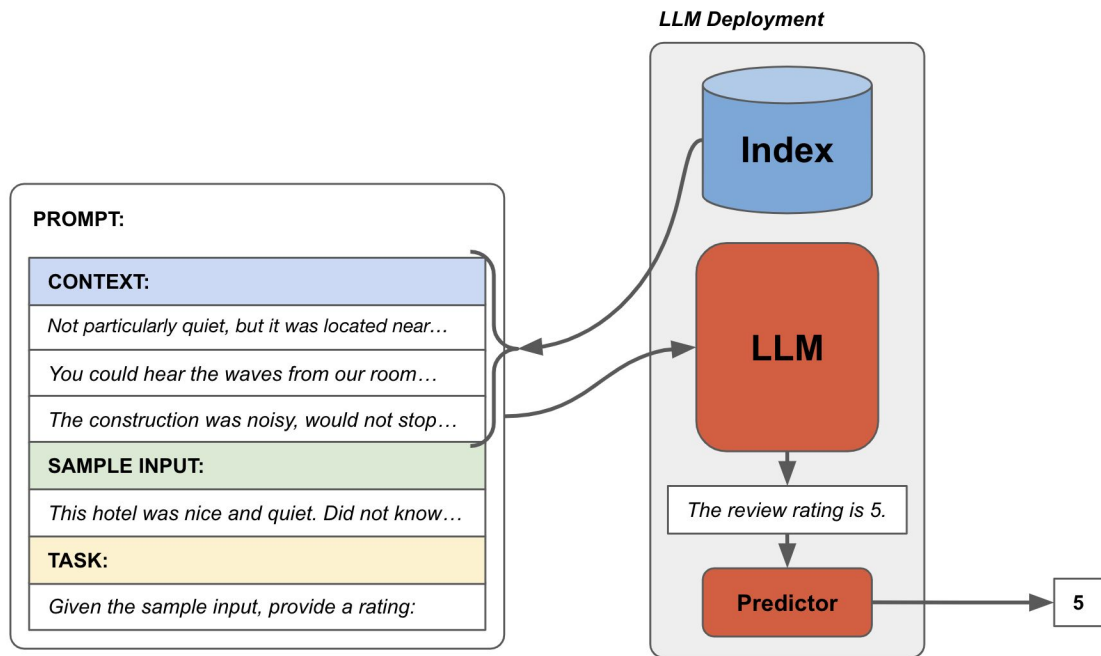 LLM Deployment
Index
PROMPT:
CONTEXT:
Not particularly quiet, but it was located near…
You could hear the waves from our room…
The construction was noisy, would not stop…
SAMPLE INPUT:
This hotel was nice and quiet. Did not know…
TASK:
Given the sample input, provide a rating:
LLM
The review rating is 5.
Predictor
5